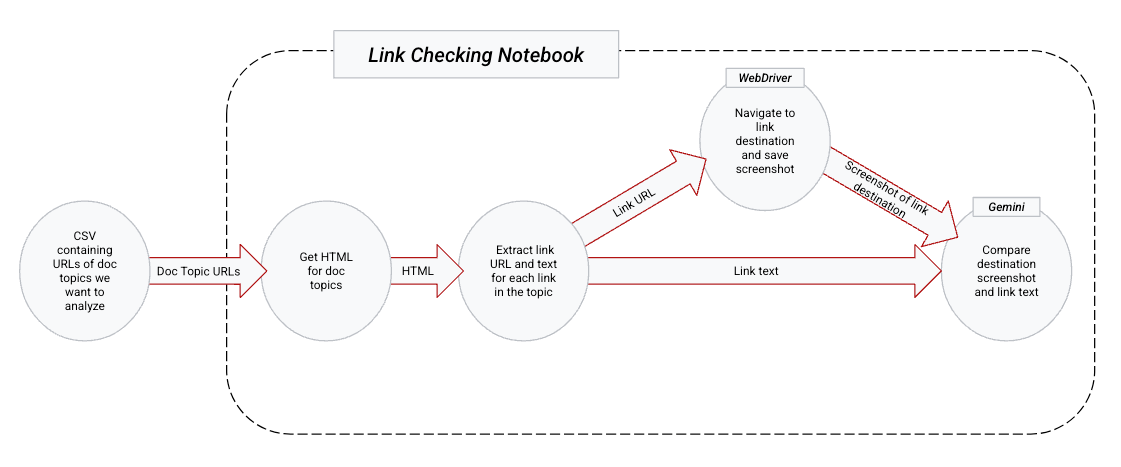 Link Checking Notebook
CSV
containing
URLs of doc
topics we
want to
analyze
Doc Topic URLs
Get HTML
for doc
topics
HTML
Extract link
URL and text
for each link
in the topic
Link URL
WebDriver
Navigate to
link
destination
and save
screenshot
Screenshot of link
destination
Link text
Gemini
Compare
destination
screenshot
and link text